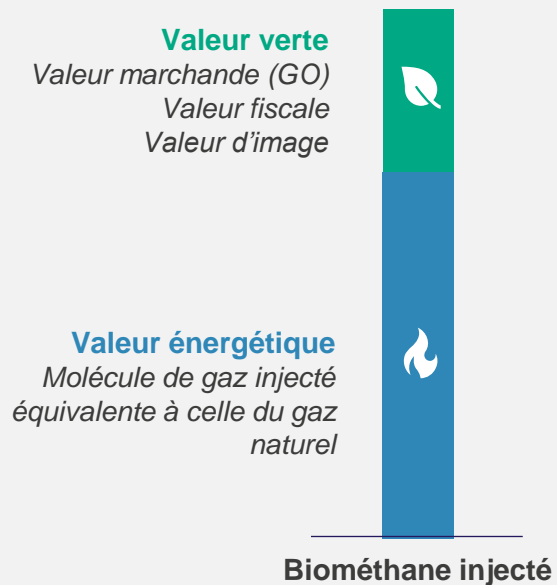 Valeur verte
Valeur marchande (GO)
Valeur fiscale
Valeur d'image
Valeur énergétique
Molécule de gaz injecté
équivalente à celle du gaz
naturel
Biométhane injecté